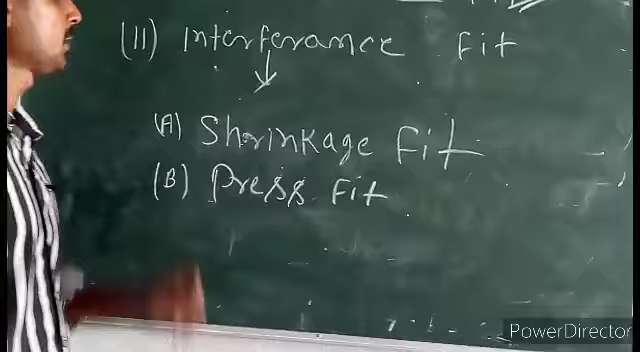 (II) Interferance Fit
(A) Shrinkage Fit
(B) Press Fit
PowerDirector